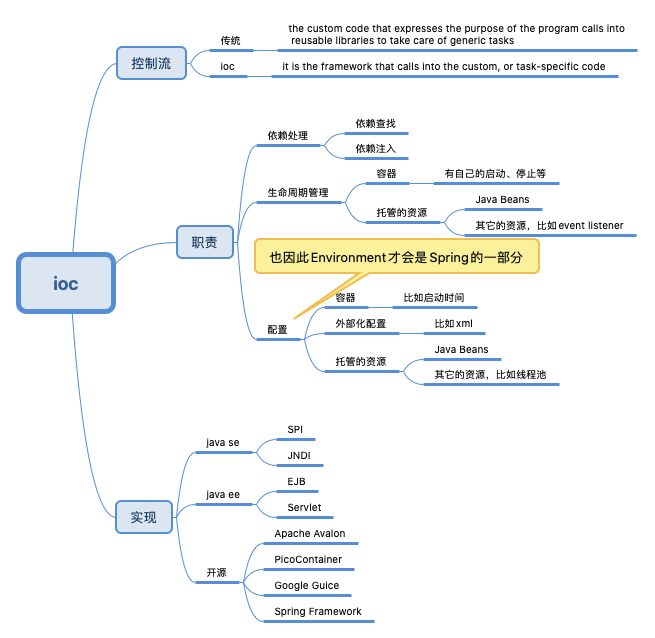 ioc
控制流
传统
the custom code that expresses the purpose of the program calls into
reusable libraries to take care of generic tasks
ioc
it is the framework that calls into the custom, or task-specific code
职责
依赖处理
依赖查找
依赖注入
生命周期管理
容器
有自己的启动、停止等
托管的资源
Java Beans
其它的资源，比如event listener
也因此Environment才会是Spring的一部分
配置
容器
比如启动时间
外部化配置
比如xml
托管的资源
Java Beans
其它的资源，比如线程池
实现
java se
SPI
JNDI
java ee
EJB
Servlet
开源
Apache Avalon
PicoContainer
Google Guice
Spring Framework